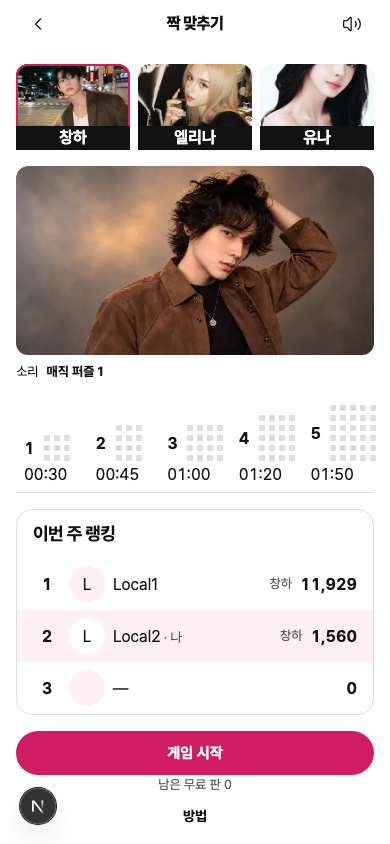 짝 맞추기
창하 엘리나 유나
소리 매직 퍼즐 1
1 2 3 4 5
00:30 00:45 01:00 01:20 01:50
이번 주 랭킹
1 L Local1 창하 11,929
2 L Local2 · 나 창하 1,560
3 — 0
게임 시작
남은 무료 판 0
N
방법